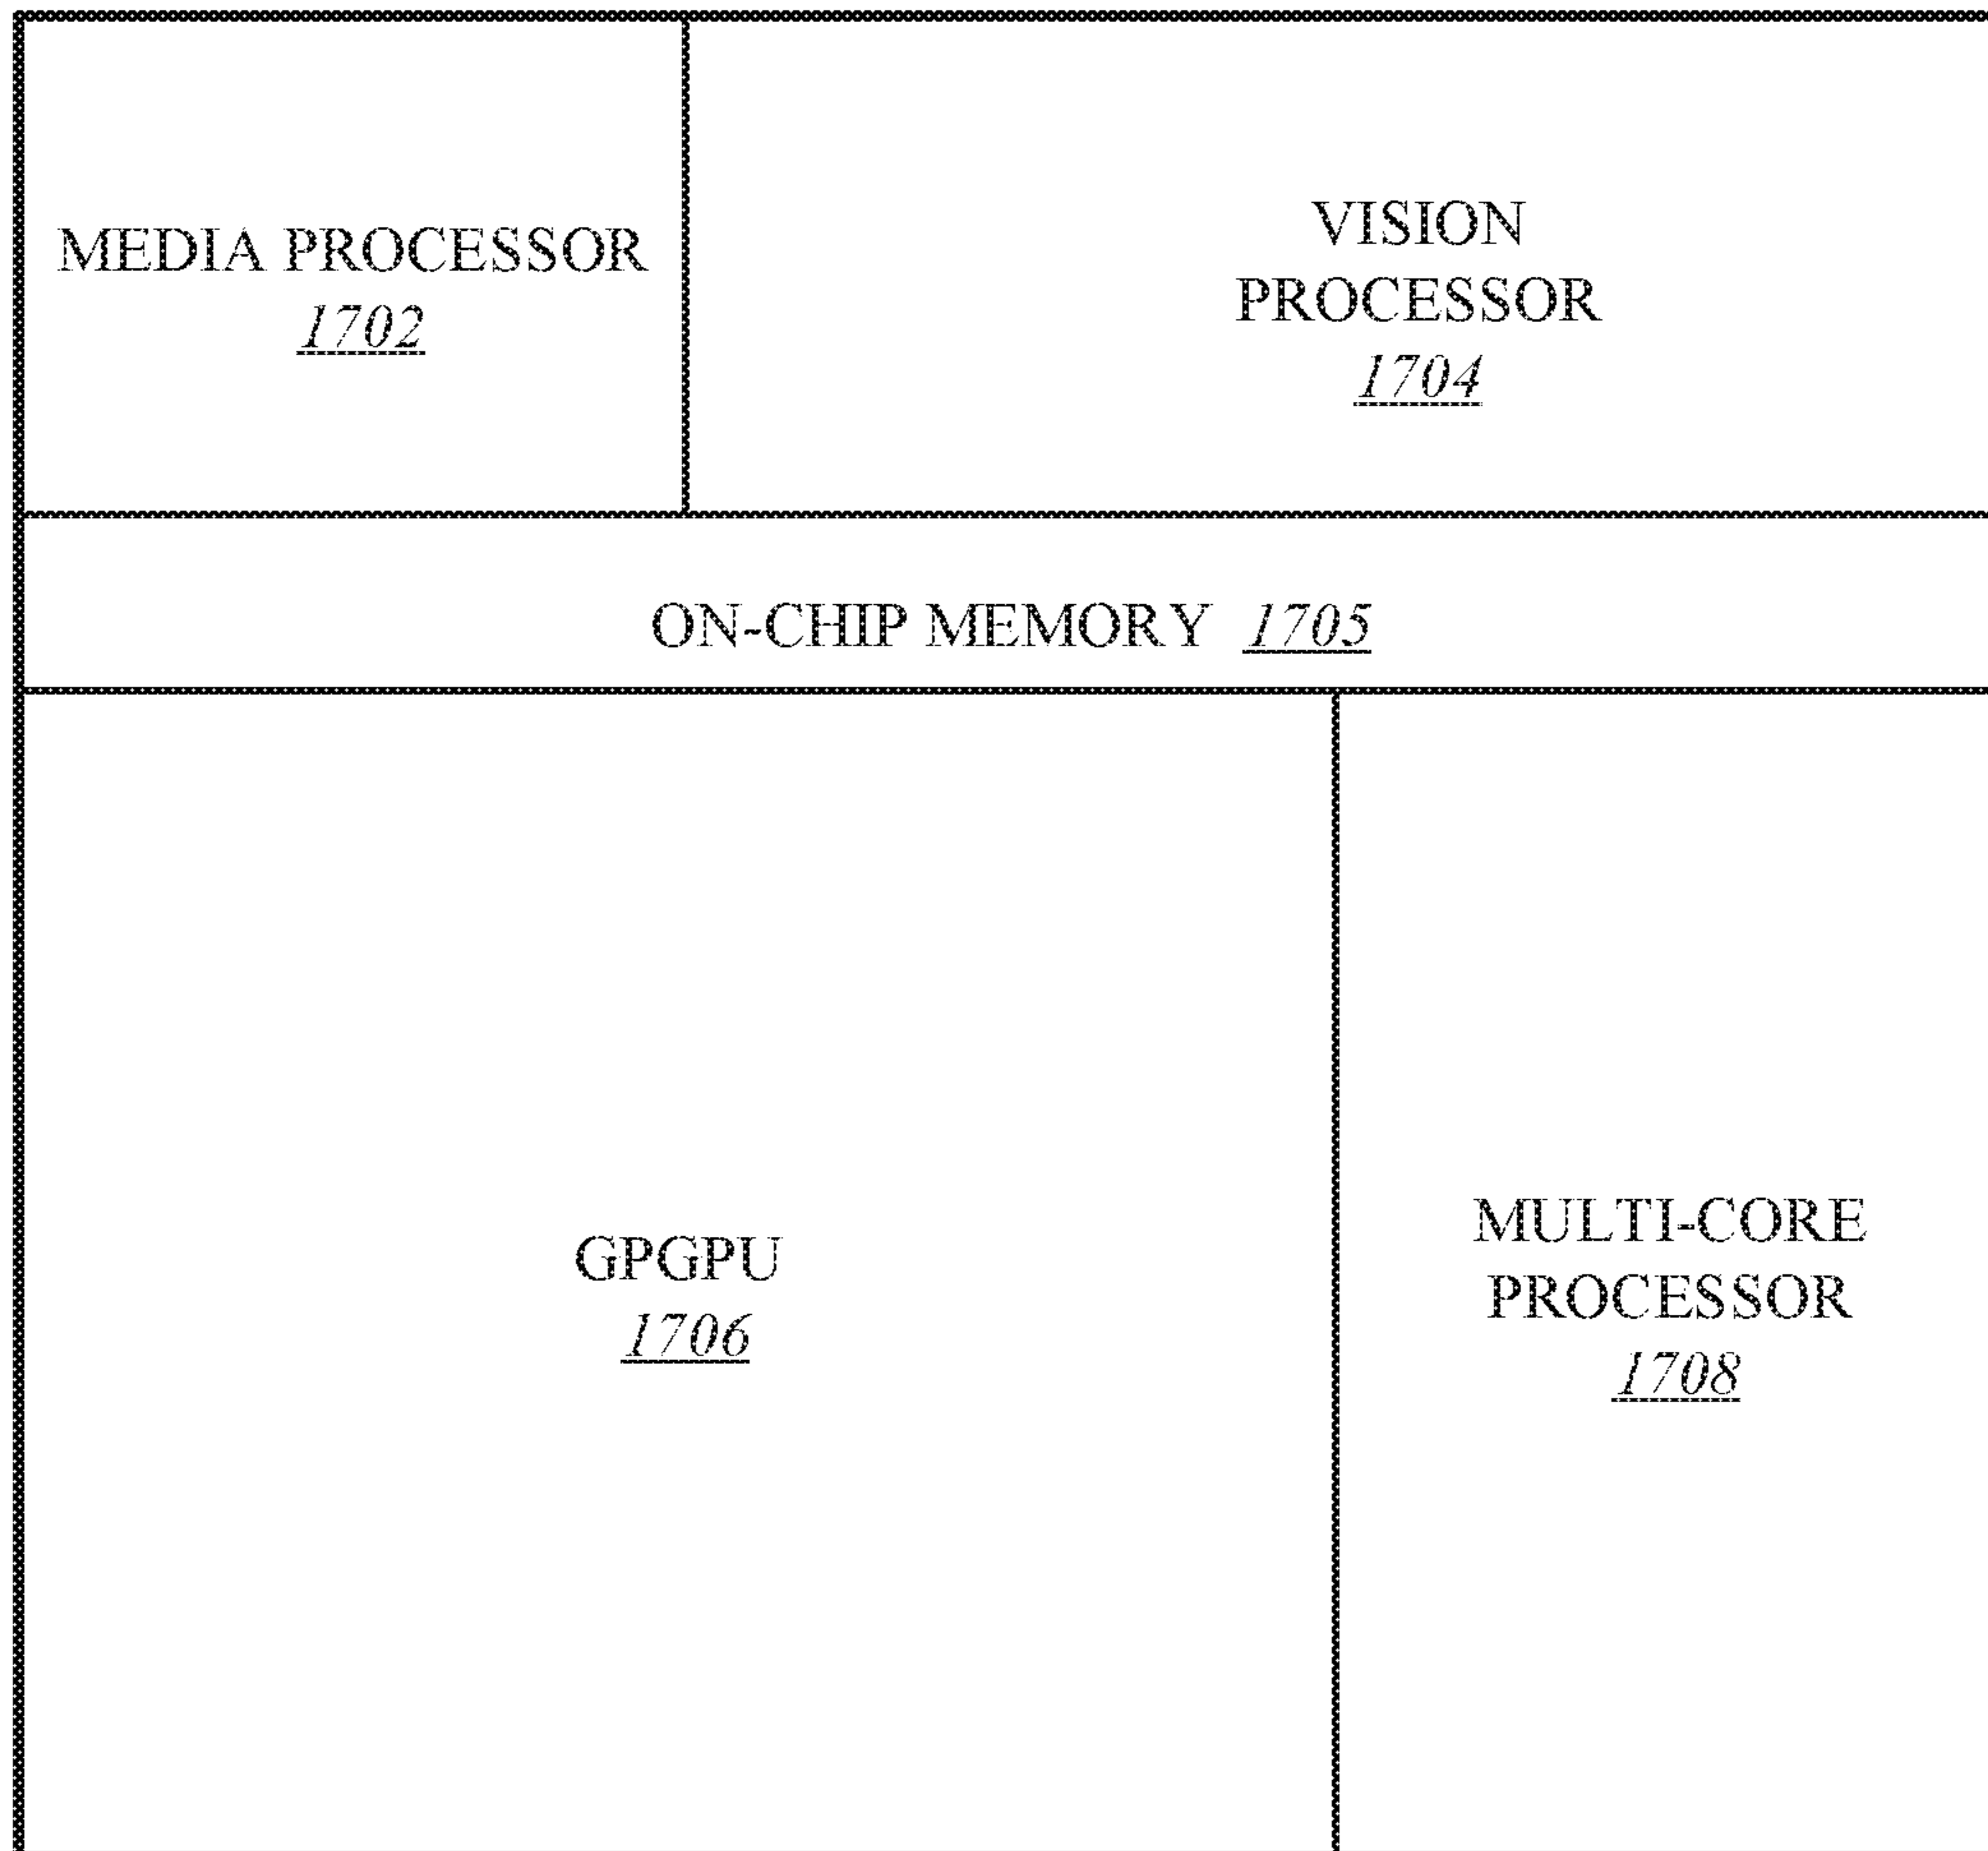 MEDIA PROCESSOR
1702
VISION
PROCESSOR
1704
ON-CHIP MEMORY 1705
GPGPU
1706
MULTI-CORE
PROCESSOR
1708